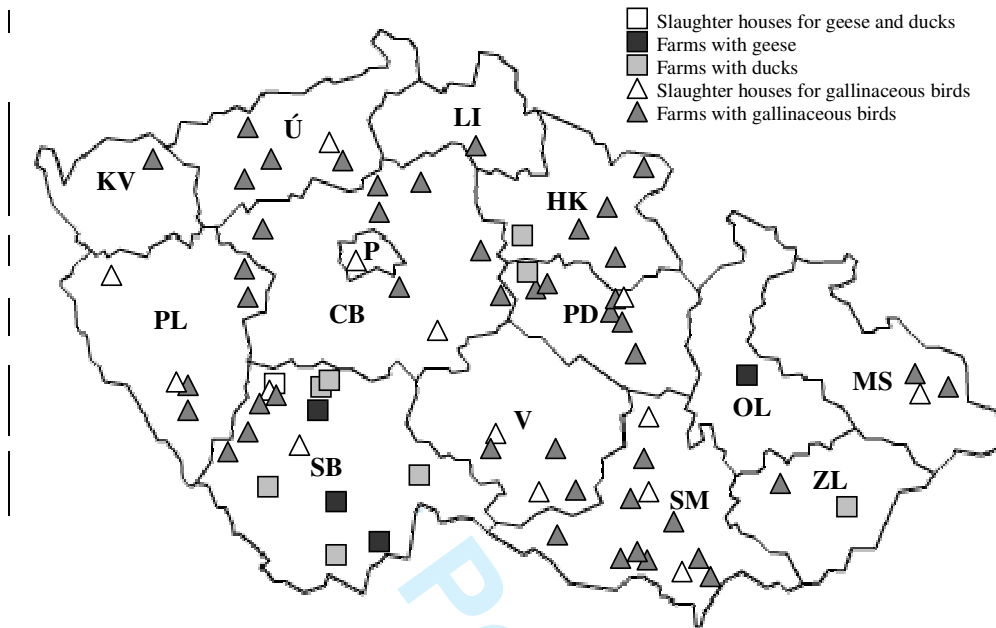 Slaughter houses for geese and ducks
Farms with geese
Farms with ducks
Slaughter houses for gallinaceous birds
Farms with gallinaceous birds
LI
Ú
KV
HK
P
PL
CB
PD
MS
OL
V
SB
ZL
SM